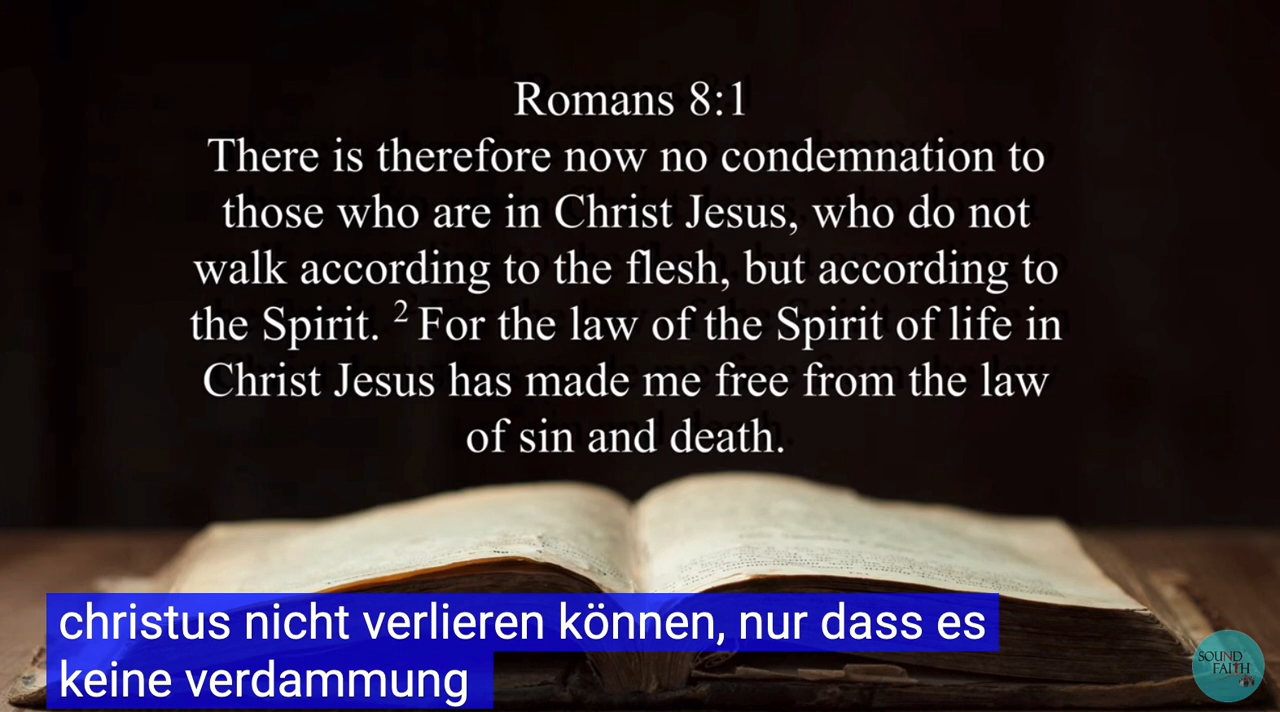 Romans 8:1
There is therefore now no condemnation to
those who are in Christ Jesus, who do not
walk according to the flesh, but according to
the Spirit. ² For the law of the Spirit of life in
Christ Jesus has made me free from the law
of sin and death.
christus nicht verlieren können, nur dass es
keine verdammung
SOUND
FAITH